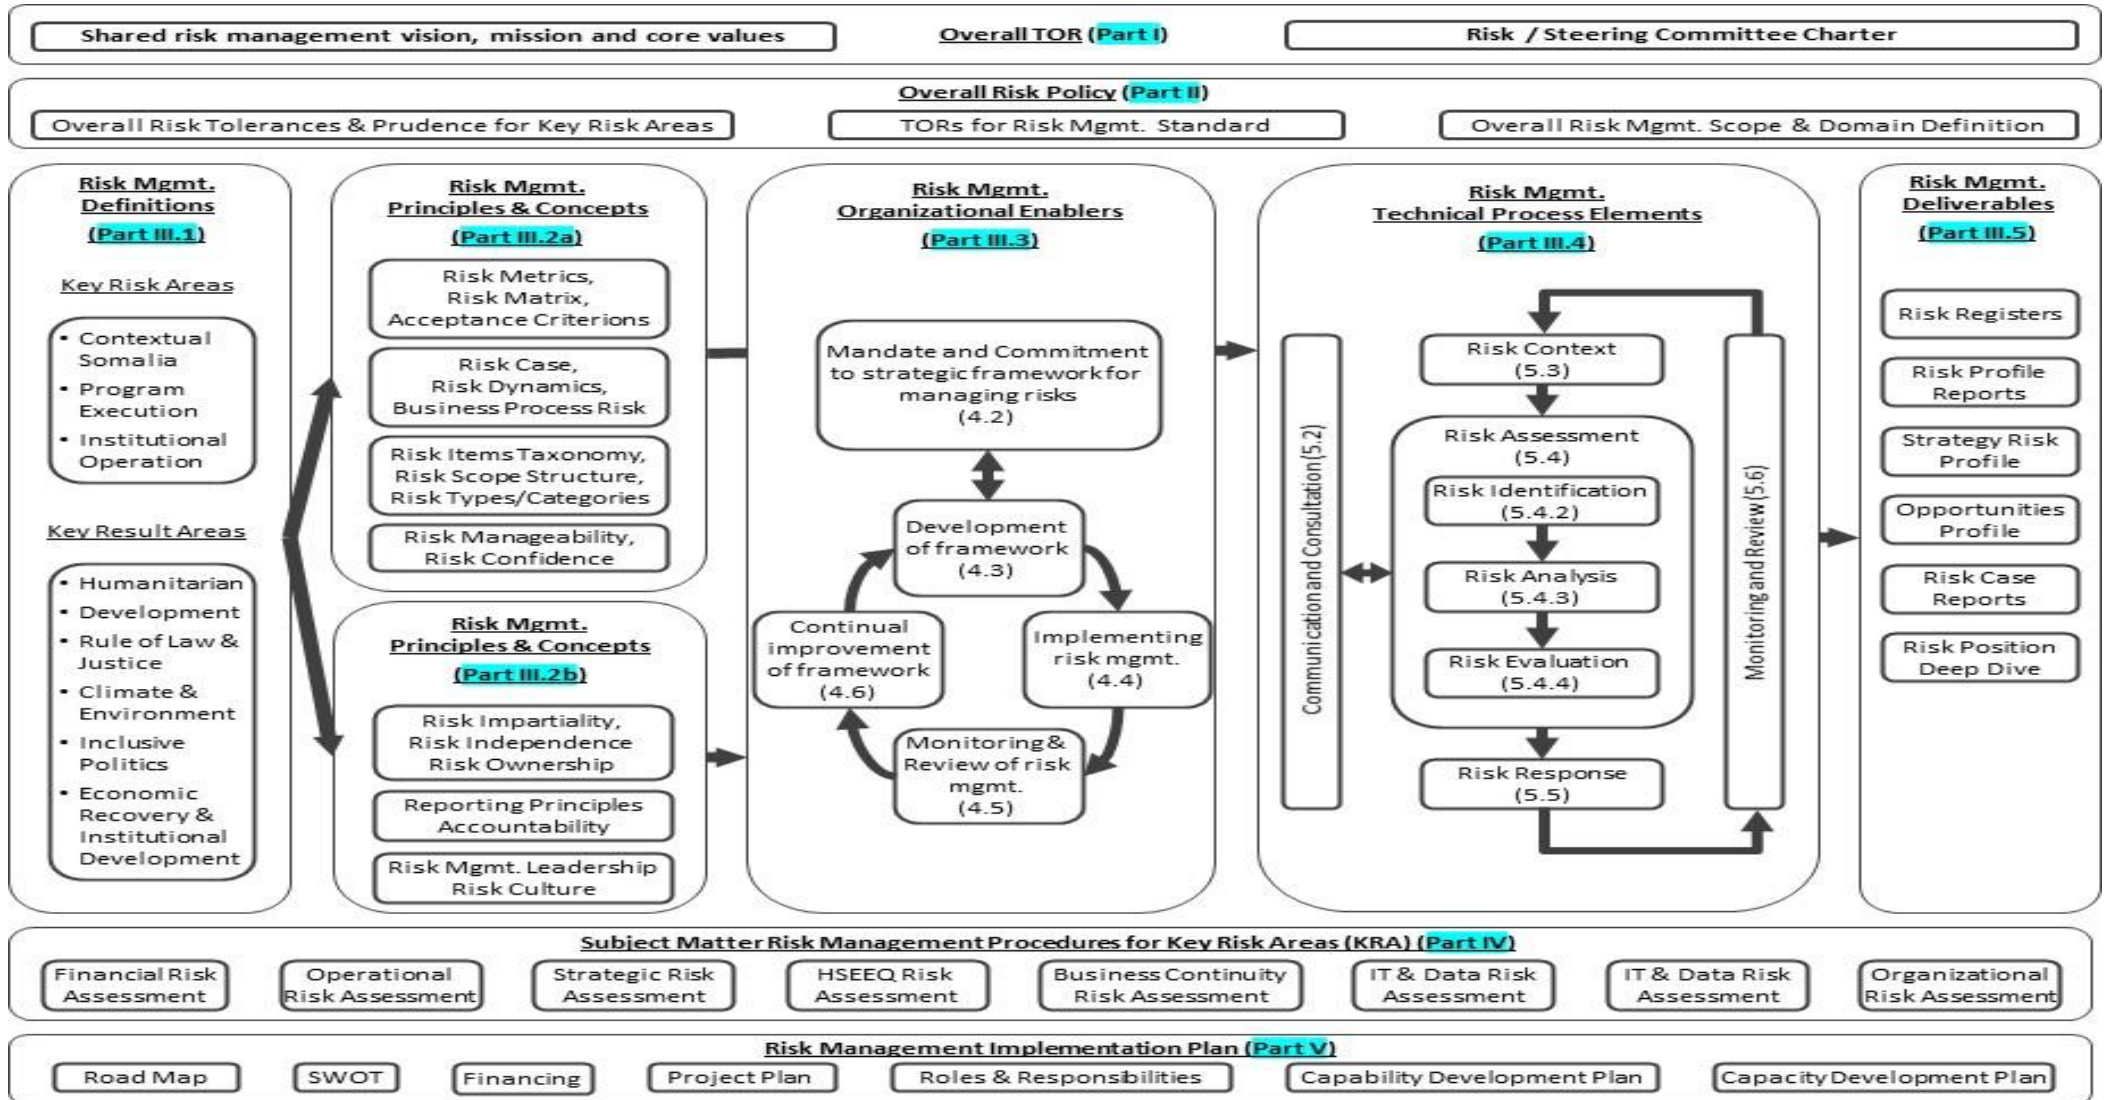 Shared risk management vision, mission and core values
Overall TOR (Part I)
Risk / Steering Committee Charter
Overall Risk Policy (Part II)
Overall Risk Tolerances & Prudence for Key Risk Areas
TORs for Risk Mgmt. Standard
Overall Risk Mgmt. Scope & Domain Definition
Risk Mgmt.
Definitions
(Part III.1)
Key Risk Areas
• Contextual
Somalia
• Program
Execution
• Institutional
Operation
Key Result Areas
• Humanitarian
• Development
• Rule of Law &
Justice
• Climate &
Environment
• Inclusive
Politics
• Economic
Recovery &
Institutional
Development
Risk Mgmt.
Principles & Concepts
(Part III.2a)
Risk Metrics,
Risk Matrix,
Acceptance Criterions
Risk Case,
Risk Dynamics,
Business Process Risk
Risk Items Taxonomy,
Risk Scope Structure,
Risk Types/Categories
Risk Manageability,
Risk Confidence
Risk Mgmt.
Principles & Concepts
(Part III.2b)
Risk Impartiality,
Risk Independence
Risk Ownership
Reporting Principles
Accountability
Risk Mgmt. Leadership
Risk Culture
Risk Mgmt.
Organizational Enablers
(Part III.3)
Mandate and Commitment
to strategic framework for
managing risks
(4.2)
Development
of framework
(4.3)
Continual
improvement
of framework
(4.6)
Implementing
risk mgmt.
(4.4)
Monitoring &
Review of risk
mgmt.
(4.5)
Risk Mgmt.
Technical Process Elements
(Part III.4)
Communication and Consultation (5.2)
Risk Context
(5.3)
Risk Assessment
(5.4)
Risk Identification
(5.4.2)
Risk Analysis
(5.4.3)
Risk Evaluation
(5.4.4)
Risk Response
(5.5)
Monitoring and Review (5.6)
Risk Mgmt.
Deliverables
(Part III.5)
Risk Registers
Risk Profile
Reports
Strategy Risk
Profile
Opportunities
Profile
Risk Case
Reports
Risk Position
Deep Dive
Subject Matter Risk Management Procedures for Key Risk Areas (KRA) (Part IV)
Financial Risk
Assessment
Operational
Risk Assessment
Strategic Risk
Assessment
HSEEQ Risk
Assessment
Business Continuity
Risk Assessment
IT & Data Risk
Assessment
IT & Data Risk
Assessment
Organizational
Risk Assessment
Risk Management Implementation Plan (Part V)
Road Map
SWOT
Financing
Project Plan
Roles & Responsibilities
Capability Development Plan
Capacity Development Plan